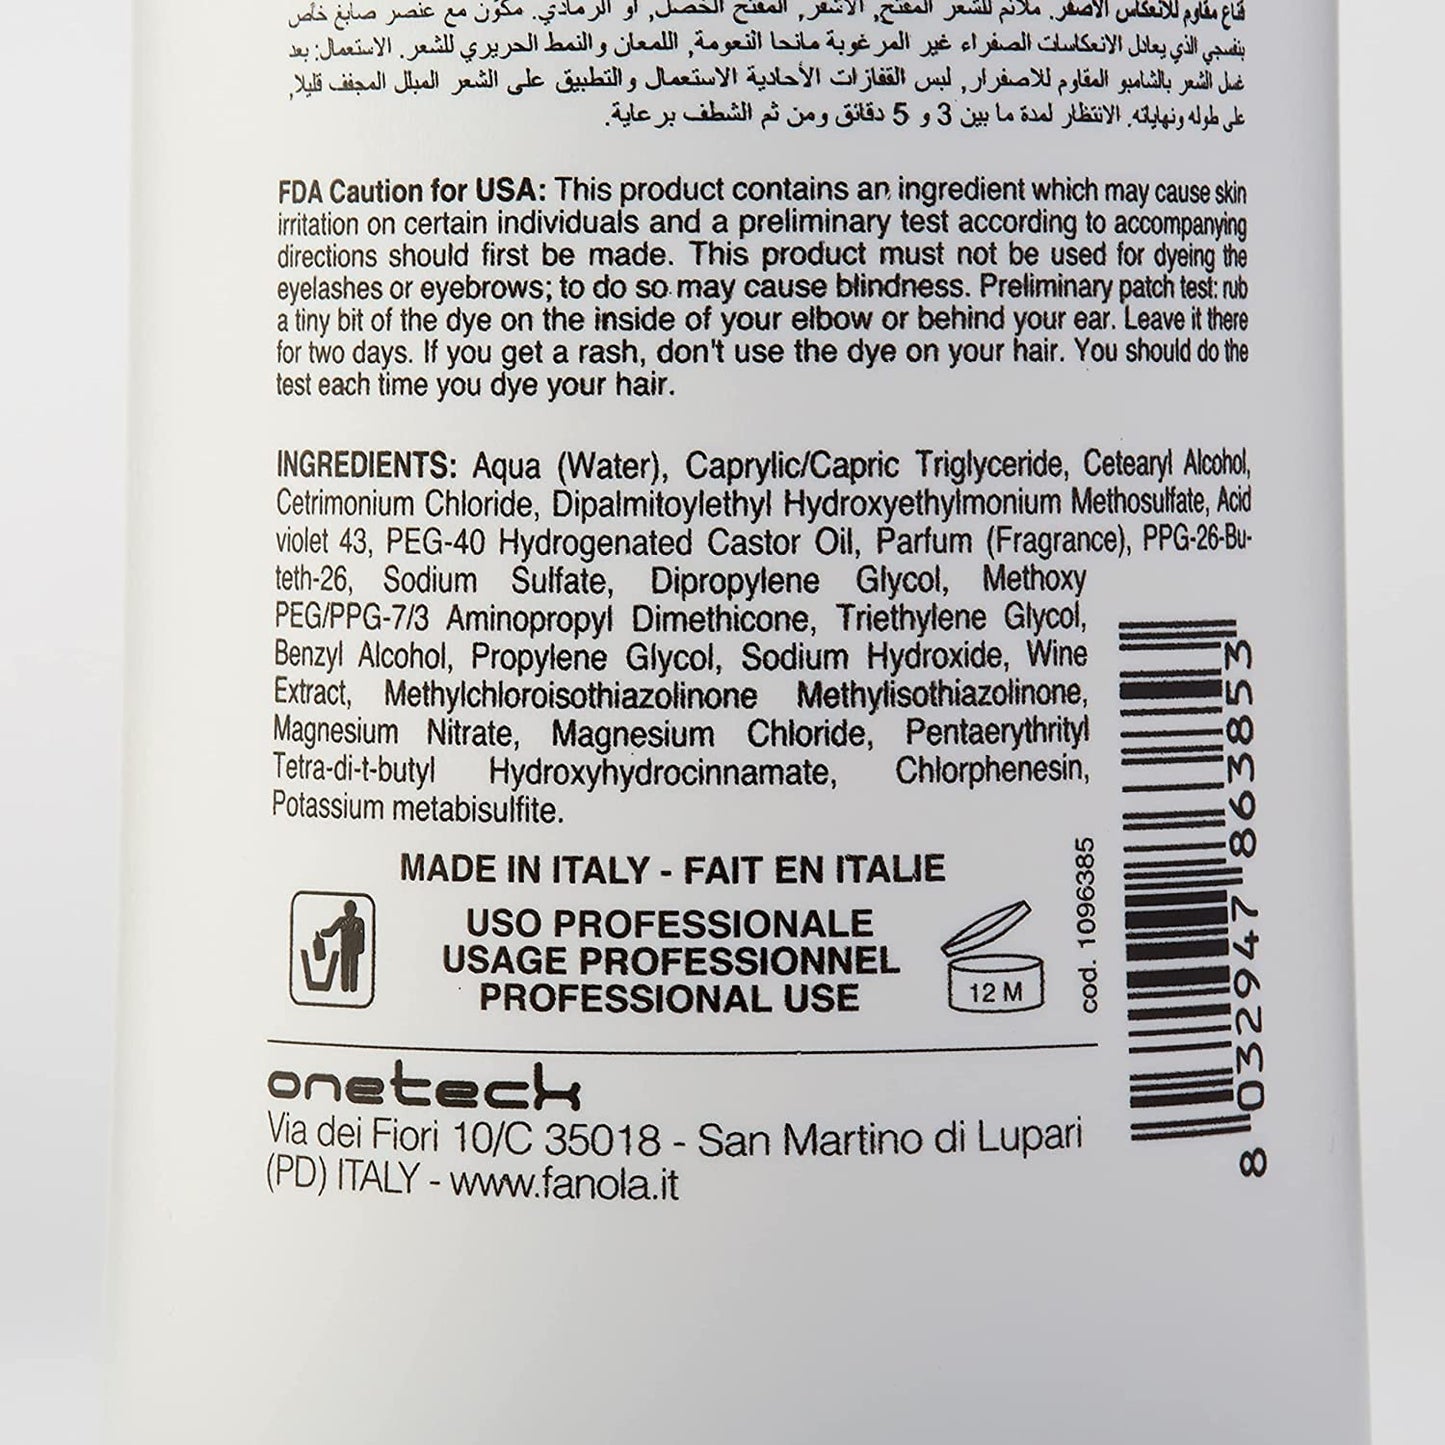 قناع مقاوم للانعكاس الأصفر. ملائم للشعر المفتح, الأشقر, المفتح الخصل, او الرمادي. مكون مع عنصر صابغ خاص
بنفسجي الذي يعادل الانعكاسات الصفراء غير المرغوبة مانحا النعومة, اللمعان والنمط الحريري للشعر. الاستعمال: بعد
غسل الشعر بالشامبو المقاوم للاصفرار, لبس القفازات الأحادية الاستعمال والتطبيق على الشعر المبلل المجفف قليلا,
على طوله ونهاياته. الانتظار لمدة ما بين 3 و 5 دقائق ومن ثم الشطف برعاية.
FDA Caution for USA: This product contains an ingredient which may cause skin
irritation on certain individuals and a preliminary test according to accompanying
directions should first be made. This product must not be used for dyeing the
eyelashes or eyebrows; to do so may cause blindness. Preliminary patch test: rub
a tiny bit of the dye on the inside of your elbow or behind your ear. Leave it there
for two days. If you get a rash, don't use the dye on your hair. You should do the
test each time you dye your hair.
INGREDIENTS: Aqua (Water), Caprylic/Capric Triglyceride, Cetearyl Alcohol,
Cetrimonium Chloride, Dipalmitoylethyl Hydroxyethylmonium Methosulfate, Acid
violet 43, PEG-40 Hydrogenated Castor Oil, Parfum (Fragrance), PPG-26-Bu-
teth-26, Sodium Sulfate, Dipropylene Glycol, Methoxy
PEG/PPG-7/3 Aminopropyl Dimethicone, Triethylene Glycol,
Benzyl Alcohol, Propylene Glycol, Sodium Hydroxide, Wine
Extract, Methylchloroisothiazolinone Methylisothiazolinone,
Magnesium Nitrate, Magnesium Chloride, Pentaerythrityl
Tetra-di-t-butyl Hydroxyhydrocinnamate, Chlorphenesin,
Potassium metabisulfite.
MADE IN ITALY - FAIT EN ITALIE
USO PROFESSIONALE
USAGE PROFESSIONNEL
PROFESSIONAL USE
12 M
cod. 1096385
8 032947 863853
oneteck
Via dei Fiori 10/C 35018 - San Martino di Lupari
(PD) ITALY - www.fanola.it